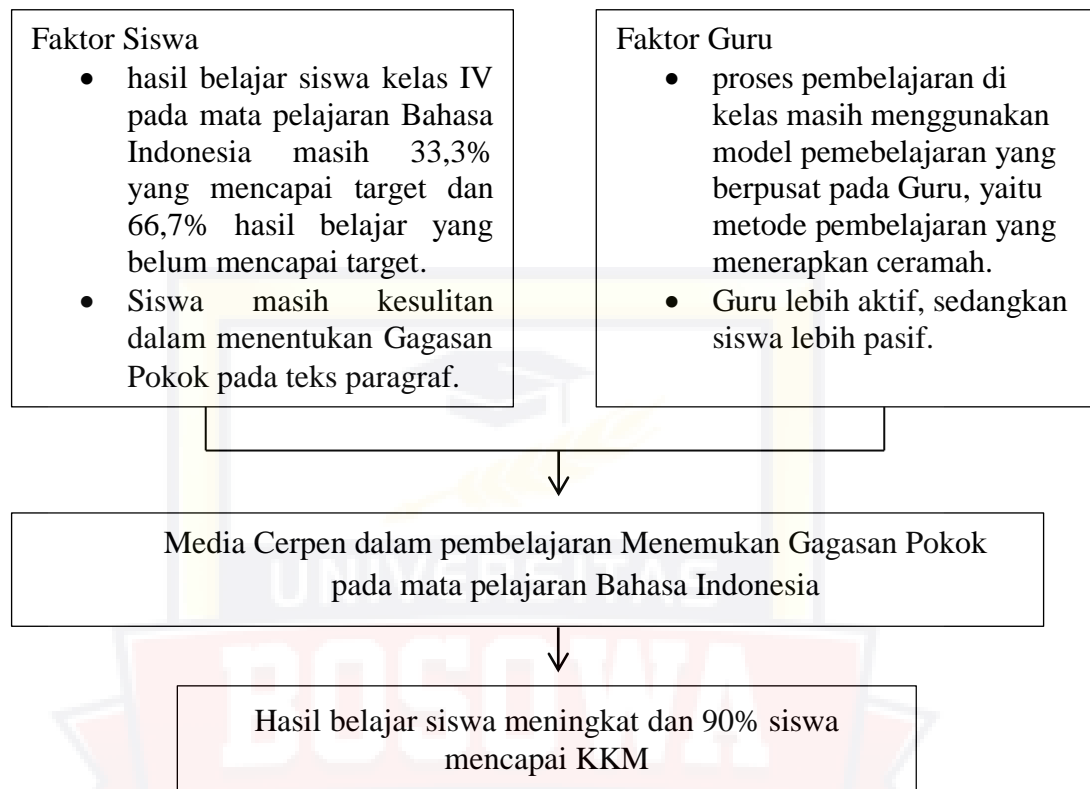 Faktor Siswa
• hasil belajar siswa kelas IV
pada mata pelajaran Bahasa
Indonesia masih 33,3%
yang mencapai target dan
66,7% hasil belajar yang
belum mencapai target.
• Siswa masih kesulitan
dalam menentukan Gagasan
Pokok pada teks paragraf.
Faktor Guru
• proses pembelajaran di
kelas masih menggunakan
model pemebelajaran yang
berpusat pada Guru, yaitu
metode pembelajaran yang
menerapkan ceramah.
• Guru lebih aktif, sedangkan
siswa lebih pasif.
Media Cerpen dalam pembelajaran Menemukan Gagasan Pokok
pada mata pelajaran Bahasa Indonesia
UNIVERSITAS
BOSOWA
Hasil belajar siswa meningkat dan 90% siswa
mencapai KKM